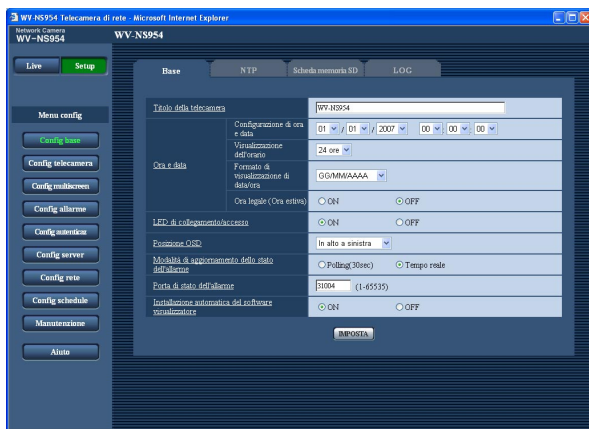 WV-NS954 Telecamera di rete - Microsoft Internet Explorer
Network Camera
WV-NS954
WV-NS954
Live
Setup
Base
NTP
Scheda memoria SD
LOG
Menu config
Config base
Config telecamera
Config multiscreen
Config allarme
Config autenticaz
Config server
Config rete
Config schedule
Manutenzione
Aiuto
Titolo della telecamera
WV-NS954
Ora e data
Configurazione di ora
e data
01 / 01 / 2007 00 00 00
Visualizzazione
dell'orario
24 ore
Formato di
visualizzazione di
data/ora
GG/MM/AAAA
Ora legale (Ora estiva)
ON
OFF
LED di collegamento/accesso
ON
OFF
Posizione OSD
In alto a sinistra
Modalità di aggiornamento dello stato
dell'allarme
Polling(30sec)
Tempo reale
Porta di stato dell'allarme
31004 (1-65535)
Installazione automatica del software
visualizzatore
ON
OFF
IMPOSTA